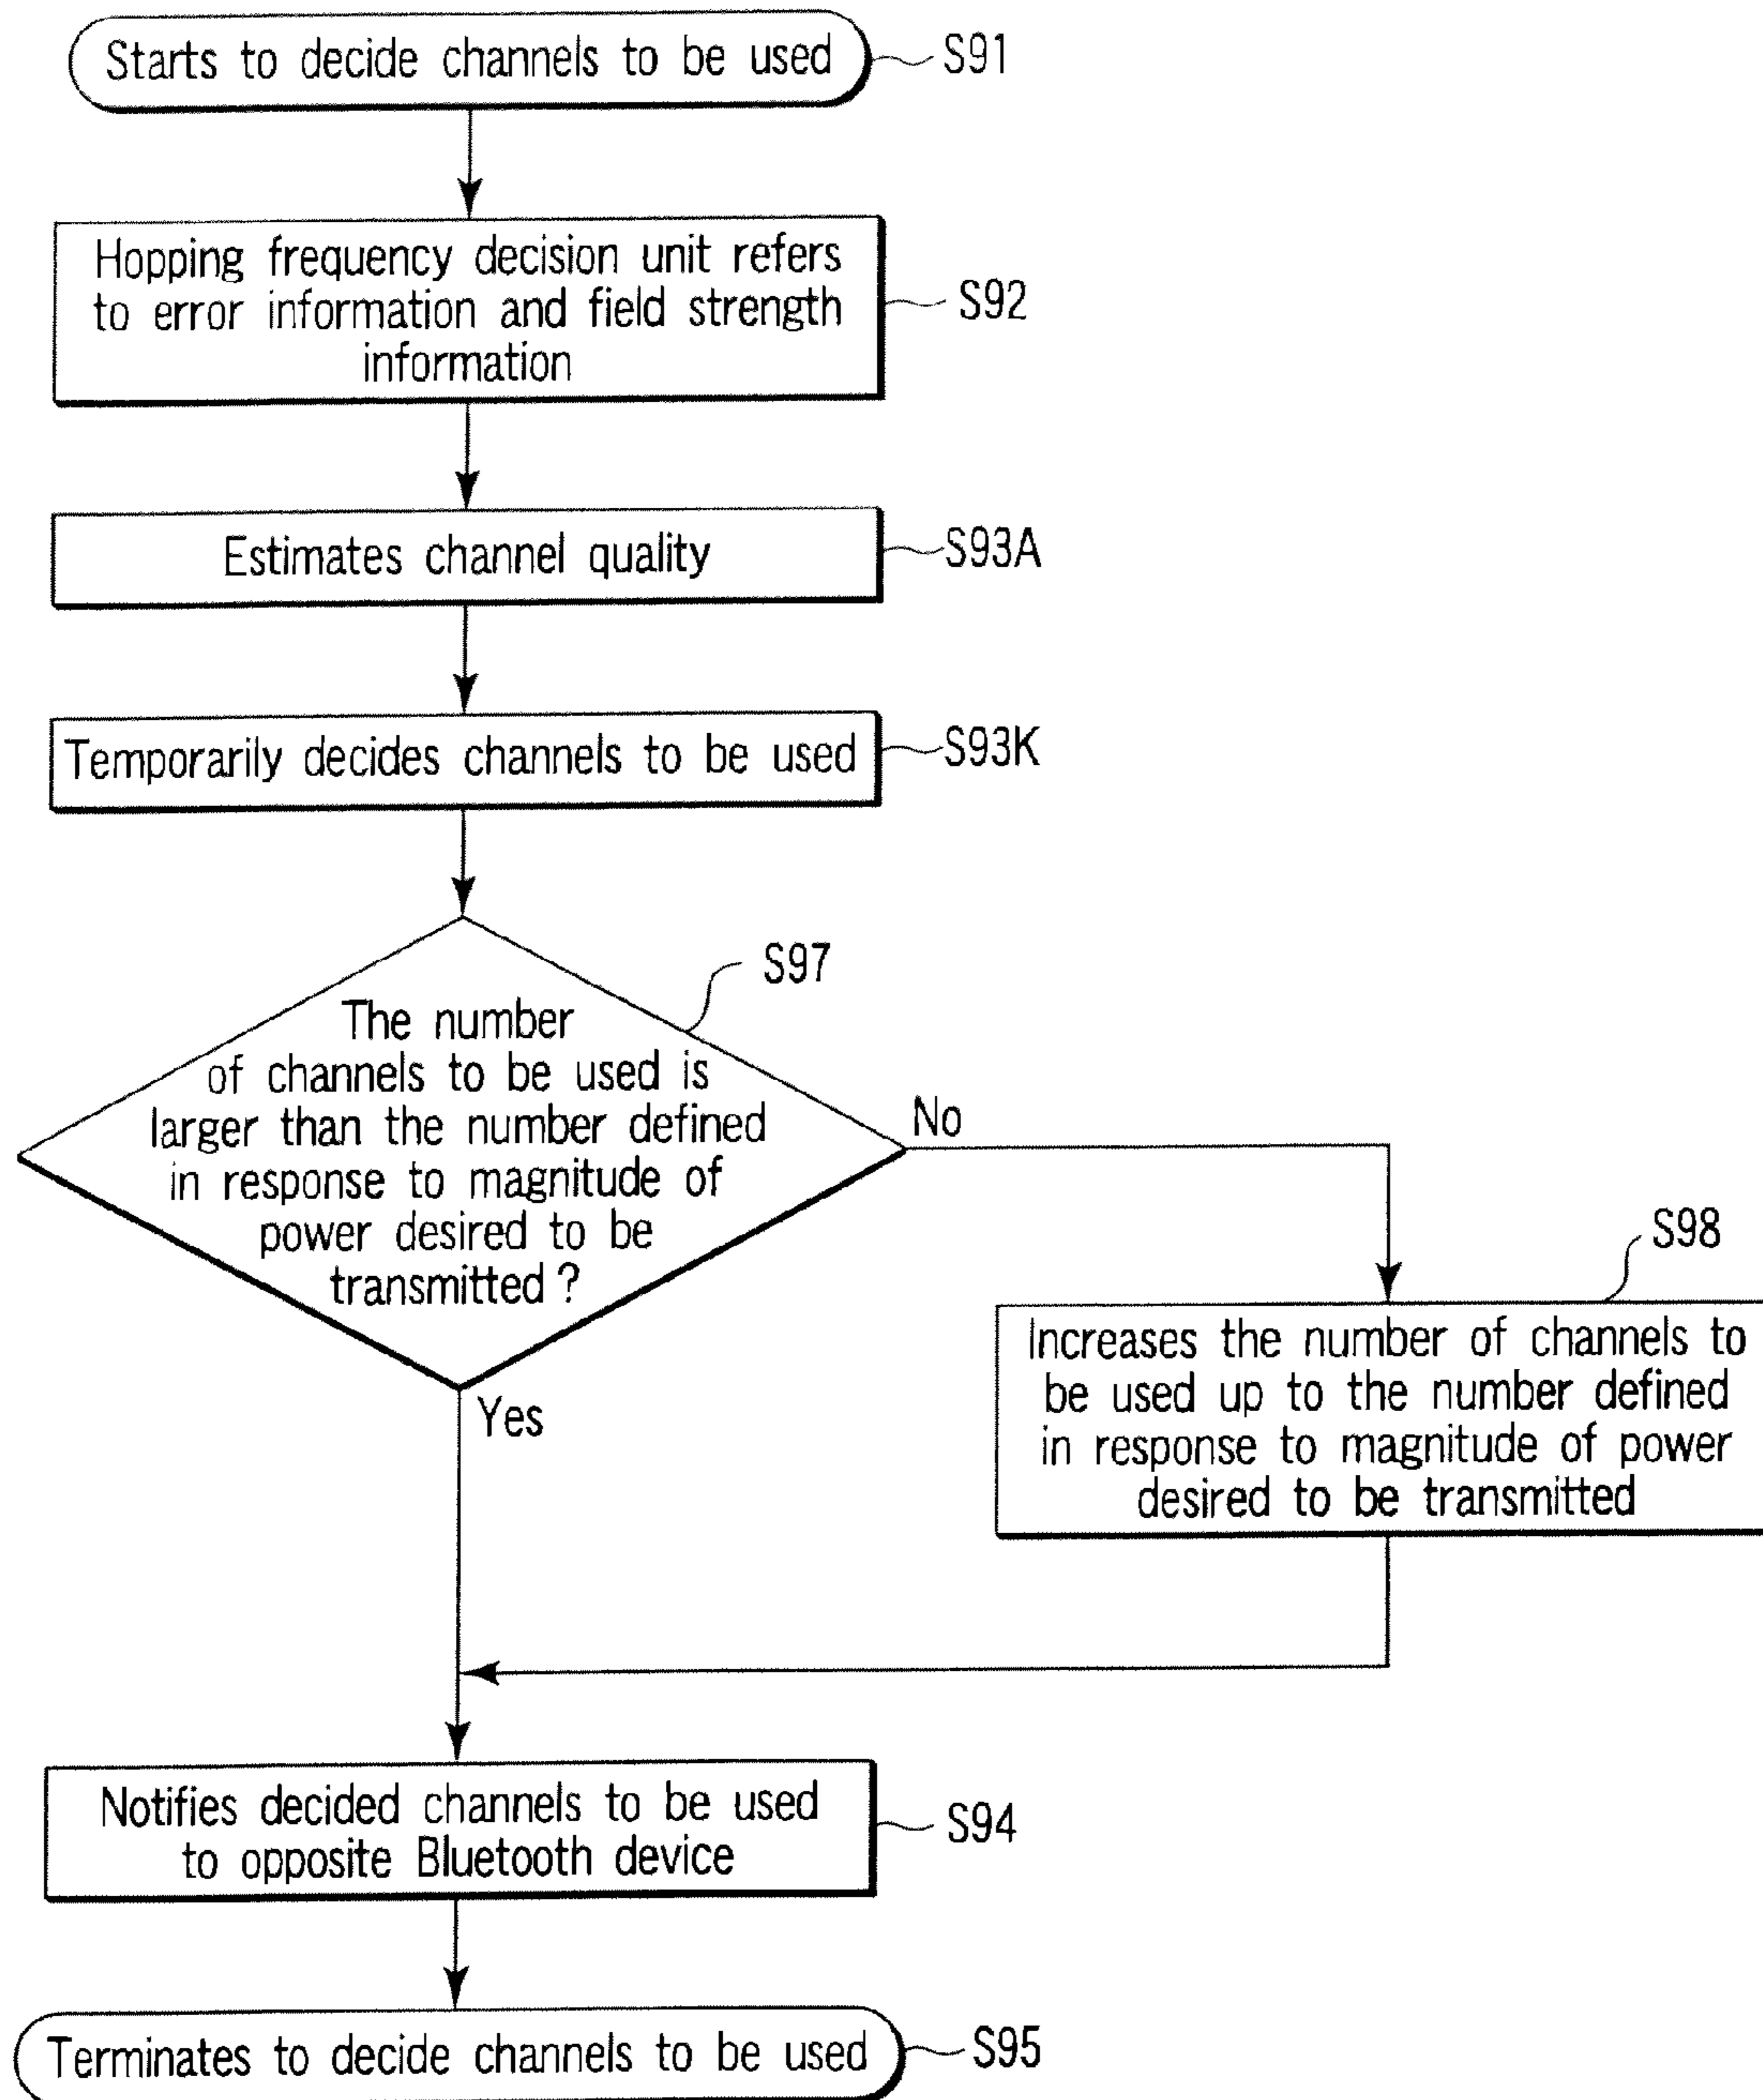 Starts to decide channels to be used
S91
Hopping frequency decision unit refers
to error information and field strength
information
S92
Estimates channel quality
S93A
Temporarily decides channels to be used
S93K
S97
The number
of channels to be used is
larger than the number defined
in response to magnitude of
power desired to be
transmitted?
No
Yes
S98
Increases the number of channels to
be used up to the number defined
in response to magnitude of power
desired to be transmitted
Notifies decided channels to be used
to opposite Bluetooth device
S94
Terminates to decide channels to be used
S95